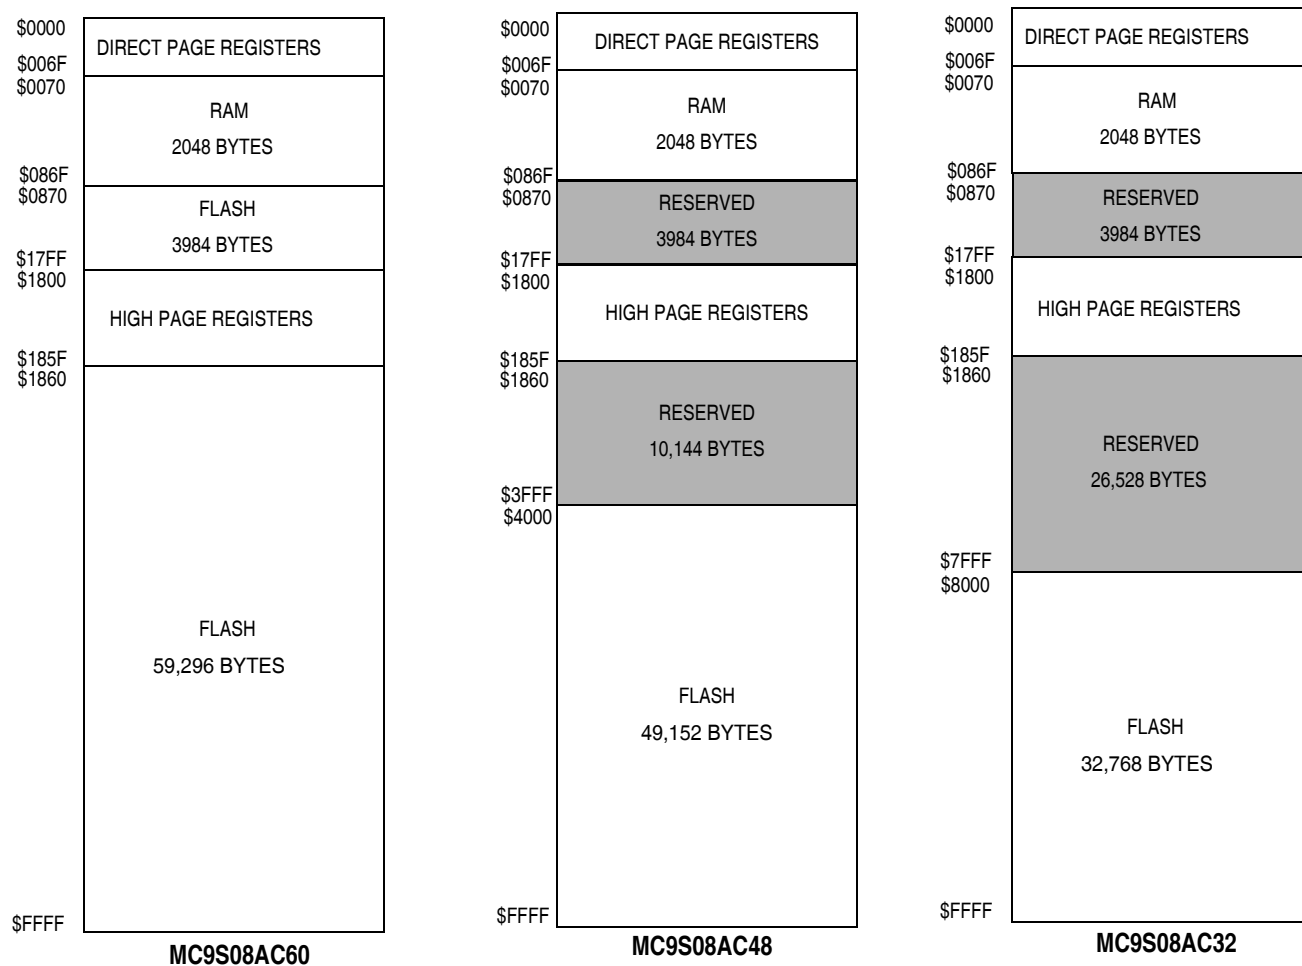 $0000
DIRECT PAGE REGISTERS
$006F
$0070
RAM
2048 BYTES
$086F
$0870
FLASH
3984 BYTES
$17FF
$1800
HIGH PAGE REGISTERS
$185F
$1860
FLASH
59,296 BYTES
$FFFF
MC9S08AC60
$0000
DIRECT PAGE REGISTERS
$006F
$0070
RAM
2048 BYTES
$086F
$0870
RESERVED
3984 BYTES
$17FF
$1800
HIGH PAGE REGISTERS
$185F
$1860
RESERVED
10,144 BYTES
$3FFF
$4000
FLASH
49,152 BYTES
$FFFF
MC9S08AC48
$0000
DIRECT PAGE REGISTERS
$006F
$0070
RAM
2048 BYTES
$086F
$0870
RESERVED
3984 BYTES
$17FF
$1800
HIGH PAGE REGISTERS
$185F
$1860
RESERVED
26,528 BYTES
$7FFF
$8000
FLASH
32,768 BYTES
$FFFF
MC9S08AC32